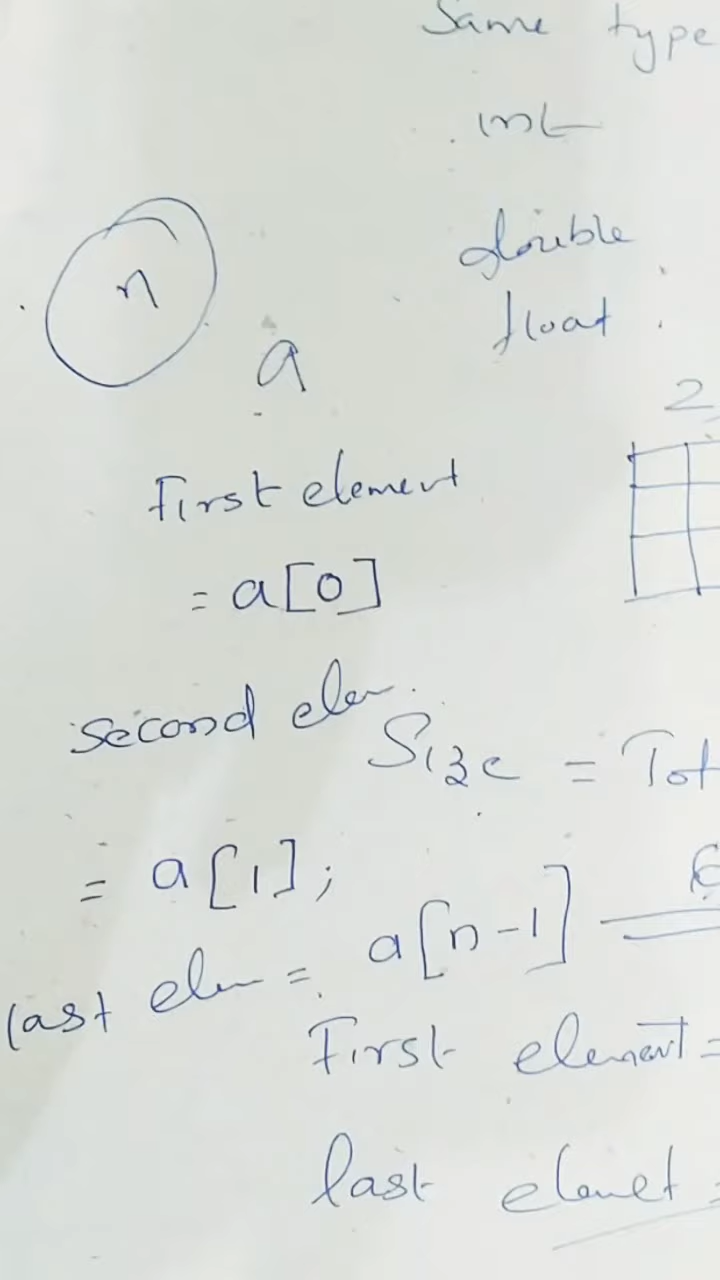 Same type
int
double
float
n
a
2
First element
= a[0]
second elem.
Size = Tot
= a[1];
last elem = a[n-1]
First element =
last elemet =